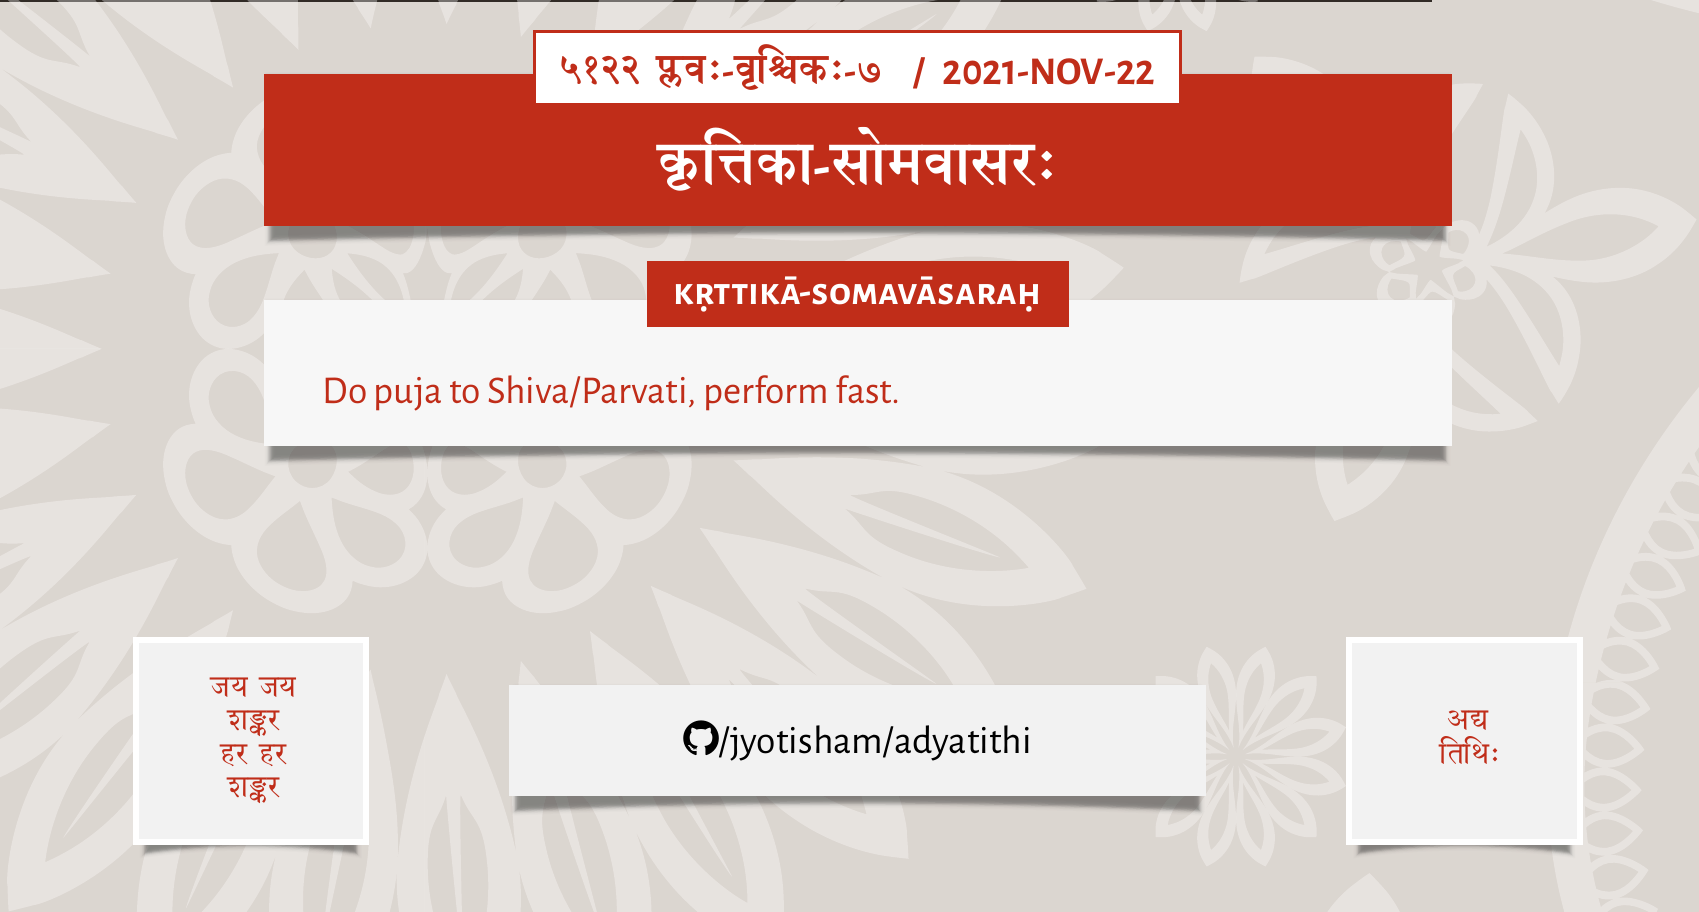 ५१२२ प्लवः-वृश्चिकः-७ / 2021-NOV-22
कृत्तिका-सोमवासरः
KṚTTIKĀ-SOMAVĀSARAḤ
Do puja to Shiva/Parvati, perform fast.
जय जय
शङ्कर
हर हर
शङ्कर
/jyotisham/adyatithi
अद्य
तिथिः